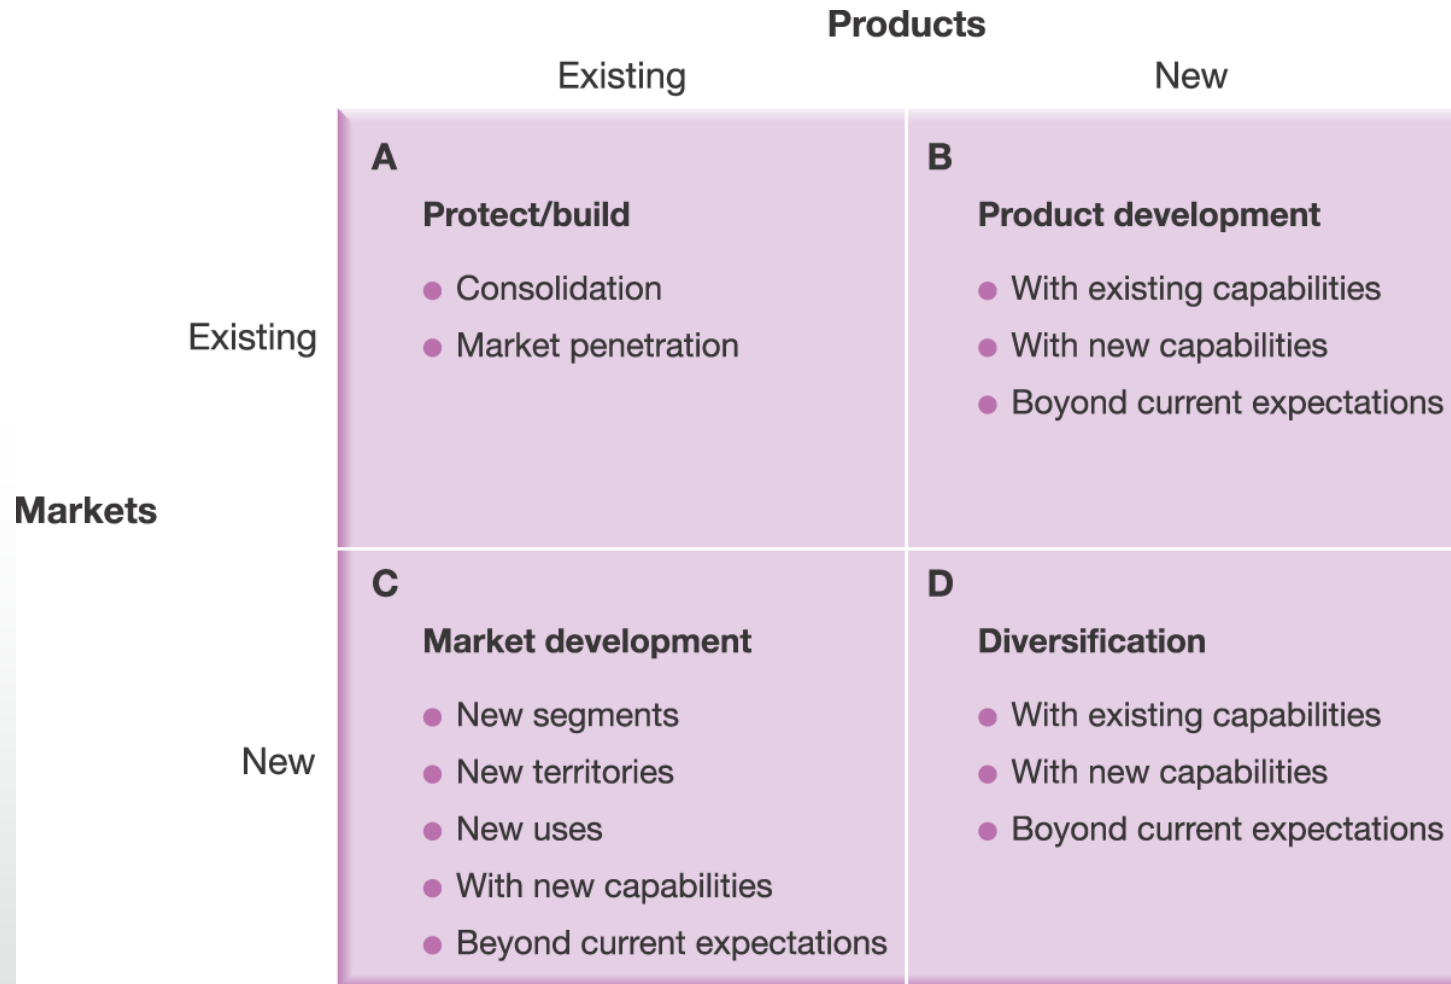 Products
Existing
New
A
Protect/build
Consolidation
Market penetration
B
Product development
With existing capabilities
With new capabilities
Boyond current expectations
Existing
Markets
New
C
Market development
New segments
New territories
New uses
With new capabilities
Beyond current expectations
D
Diversification
With existing capabilities
With new capabilities
Boyond current expectations